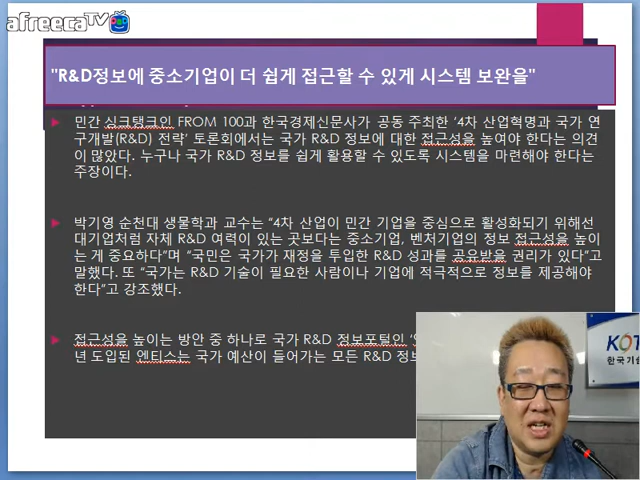 afreecaTV
"R&D정보에 중소기업이 더 쉽게 접근할 수 있게 시스템 보완을"
민간 싱크탱크인 FROM 100과 한국경제신문사가 공동 주최한 '4차 산업혁명과 국가 연
구개발(R&D) 전략' 토론회에서는 국가 R&D 정보에 대한 접근성을 높여야 한다는 의견
이 많았다. 누구나 국가 R&D 정보를 쉽게 활용할 수 있도록 시스템을 마련해야 한다는
주장이다.
박기영 순천대 생물학과 교수는 "4차 산업이 민간 기업을 중심으로 활성화되기 위해선
대기업처럼 자체 R&D 여력이 있는 곳보다는 중소기업, 벤처기업의 정보 접근성을 높이
는 게 중요하다"며 "국민은 국가가 재정을 투입한 R&D 성과를 공유받을 권리가 있다"고
말했다. 또 "국가는 R&D 기술이 필요한 사람이나 기업에 적극적으로 정보를 제공해야
한다"고 강조했다.
접근성을 높이는 방안 중 하나로 국가 R&D 정보포털인
년 도입된 엔티스는 국가 예산이 들어가는 모든 R&D 정보
KOT
한국기술